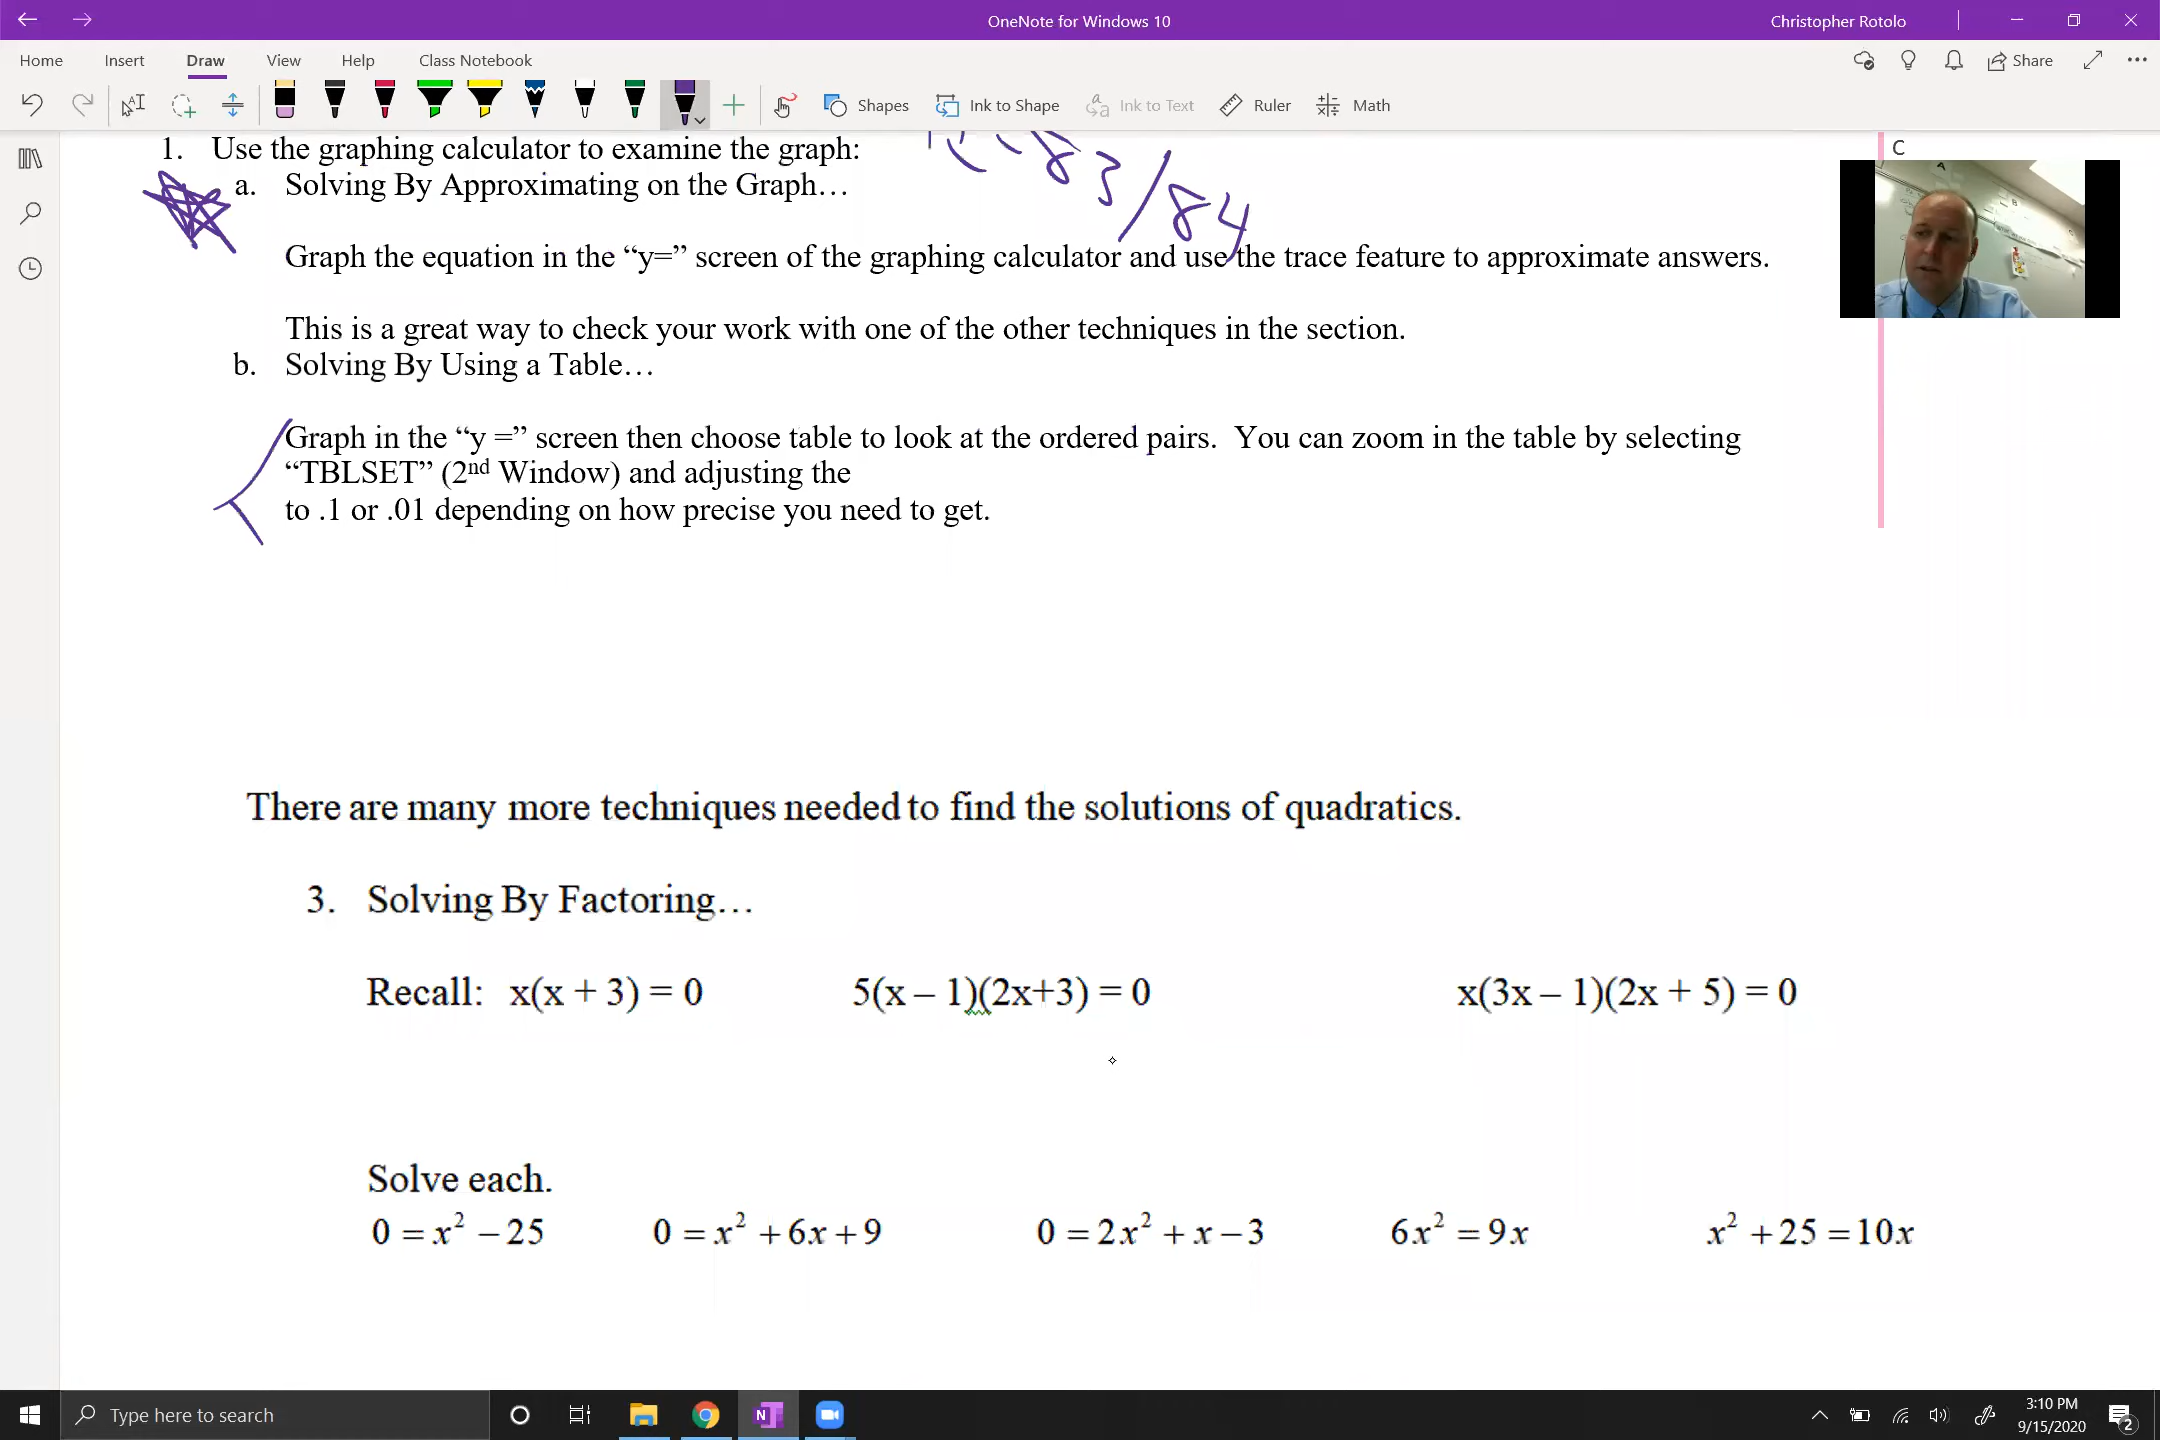 OneNote for Windows 10
Christopher Rotolo
Home Insert Draw View Help Class Notebook
Share
Shapes Ink to Shape Ink to Text Ruler Math
1. Use the graphing calculator to examine the graph:
C
a. Solving By Approximating on the Graph…
83/84
Graph the equation in the “y=” screen of the graphing calculator and use the trace feature to approximate answers.
This is a great way to check your work with one of the other techniques in the section.
b. Solving By Using a Table…
Graph in the “y =” screen then choose table to look at the ordered pairs. You can zoom in the table by selecting
“TBLSET” (2nd Window) and adjusting the
to .1 or .01 depending on how precise you need to get.
There are many more techniques needed to find the solutions of quadratics.
3. Solving By Factoring…
Recall: x(x + 3) = 0 5(x – 1)(2x+3) = 0 x(3x – 1)(2x + 5) = 0
Solve each.
0 = x² − 25 0 = x² + 6x + 9 0 = 2x² + x − 3 6x² = 9x x² + 25 = 10x
Type here to search
3:10 PM
9/15/2020
2